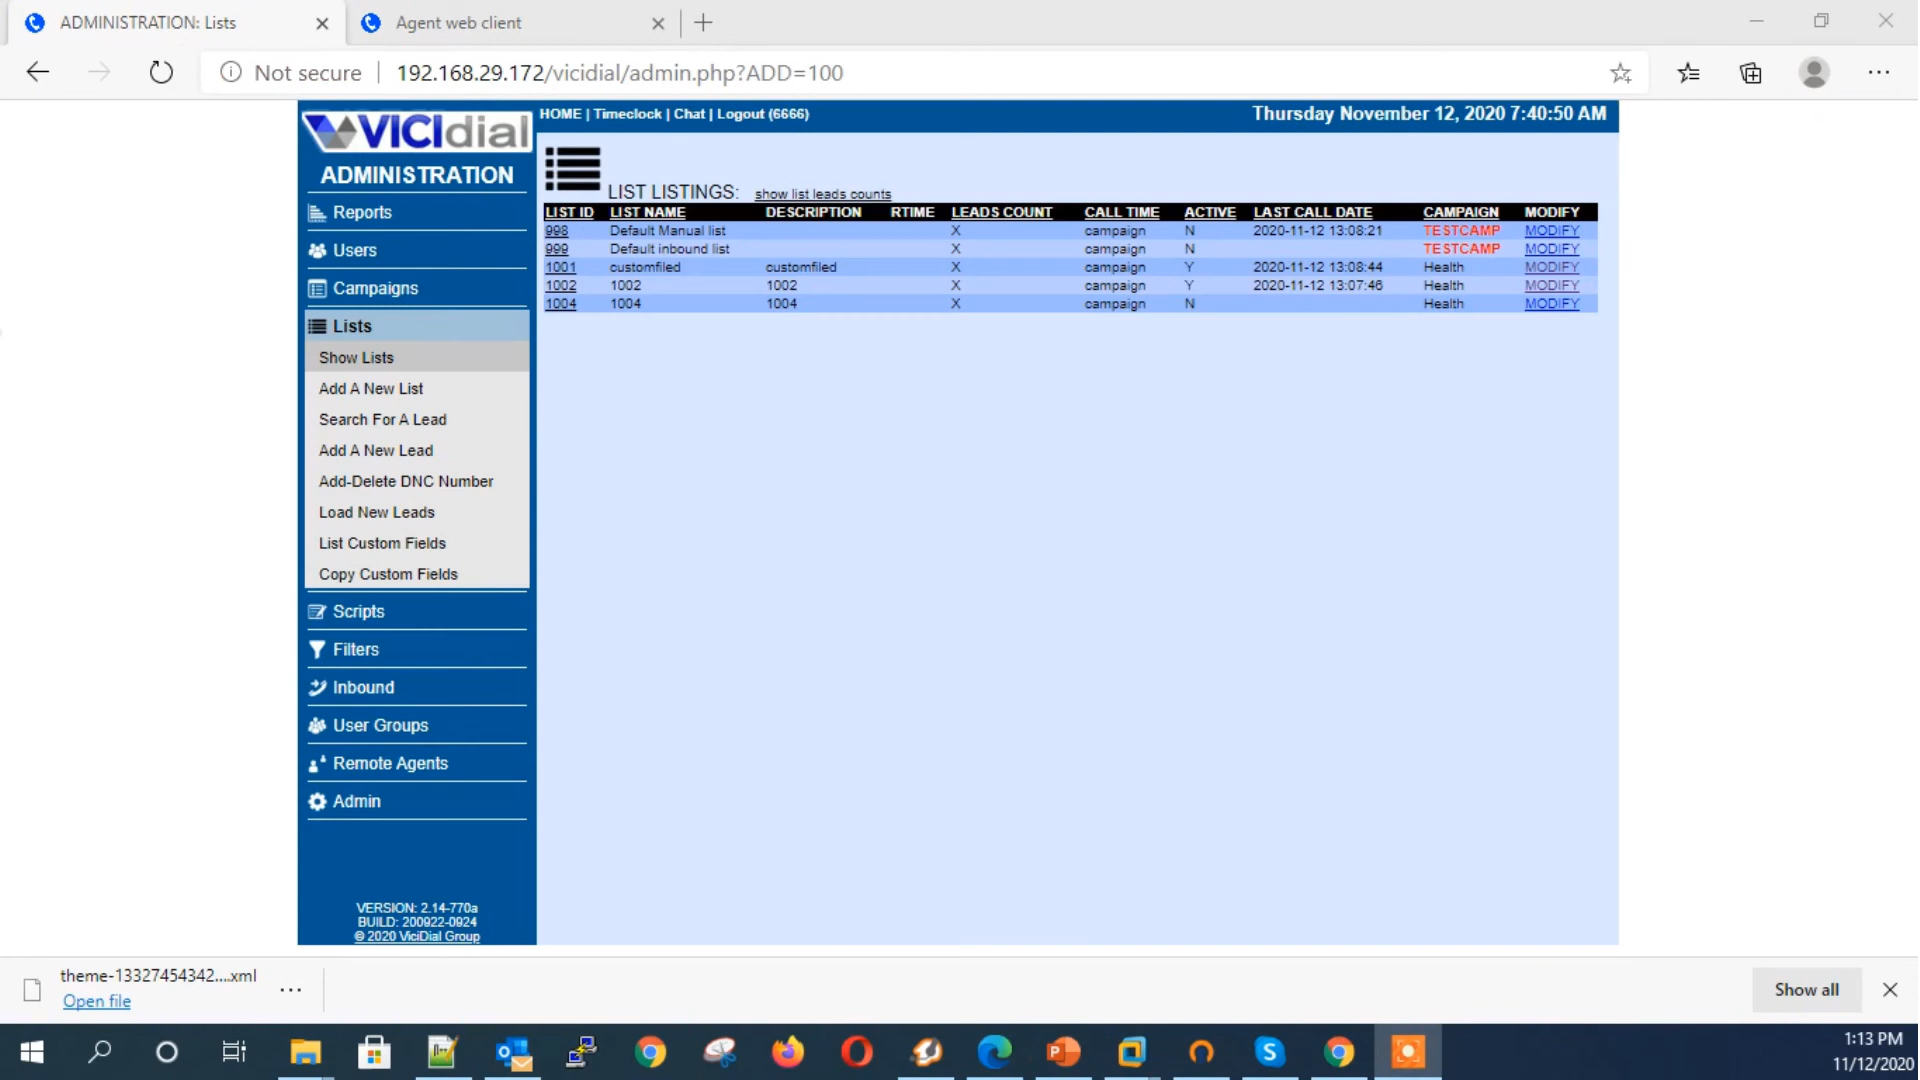 ADMINISTRATION: Lists
Agent web client
Not secure
192.168.29.172/vicidial/admin.php?ADD=100
VICIdial
HOME | Timeclock | Chat | Logout (6666)
Thursday November 12, 2020 7:40:50 AM
ADMINISTRATION
Reports
Users
Campaigns
Lists
Show Lists
Add A New List
Search For A Lead
Add A New Lead
Add-Delete DNC Number
Load New Leads
List Custom Fields
Copy Custom Fields
Scripts
Filters
Inbound
User Groups
Remote Agents
Admin
VERSION: 2.14-770a
BUILD: 200922-0924
© 2020 ViciDial Group
LIST LISTINGS: show list leads counts
LIST ID LIST NAME DESCRIPTION RTIME LEADS COUNT CALL TIME ACTIVE LAST CALL DATE CAMPAIGN MODIFY
998 Default Manual list X campaign N 2020-11-12 13:08:21 TESTCAMP MODIFY
999 Default inbound list X campaign N TESTCAMP MODIFY
1001 customfiled customfiled X campaign Y 2020-11-12 13:08:44 Health MODIFY
1002 1002 1002 X campaign Y 2020-11-12 13:07:46 Health MODIFY
1004 1004 1004 X campaign N Health MODIFY
theme-13327454342....xml
Open file
Show all
1:13 PM
11/12/2020